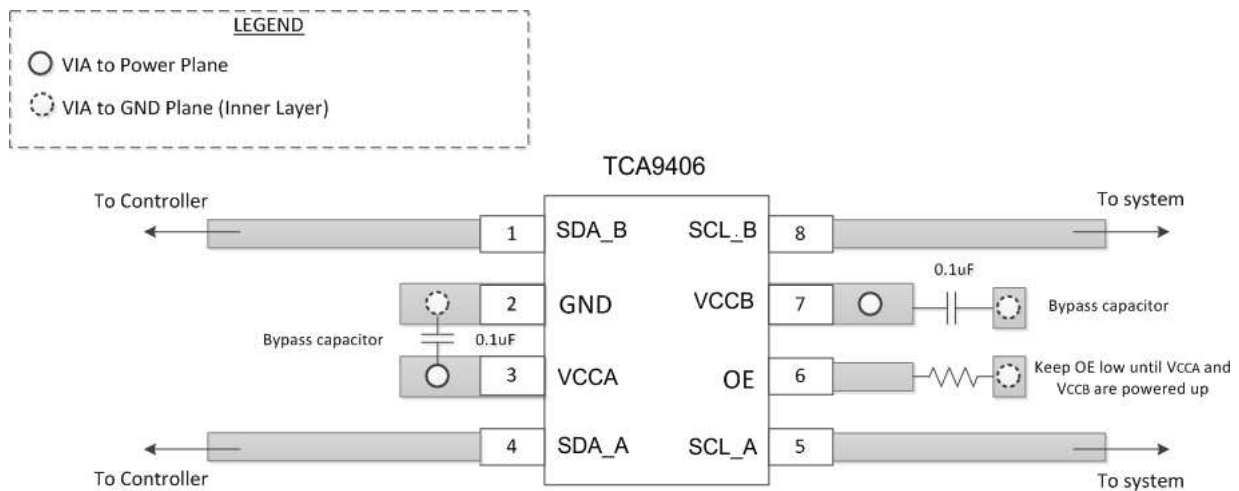 LEGEND
VIA to Power Plane
VIA to GND Plane (Inner Layer)
TCA9406
To Controller
To system
1 SDA_B SCL_B 8
0.1uF
2 GND VCCB 7
Bypass capacitor
Bypass capacitor 0.1uF
3 VCCA OE 6
Keep OE low until VCCA and
VCCB are powered up
4 SDA_A SCL_A 5
To Controller
To system